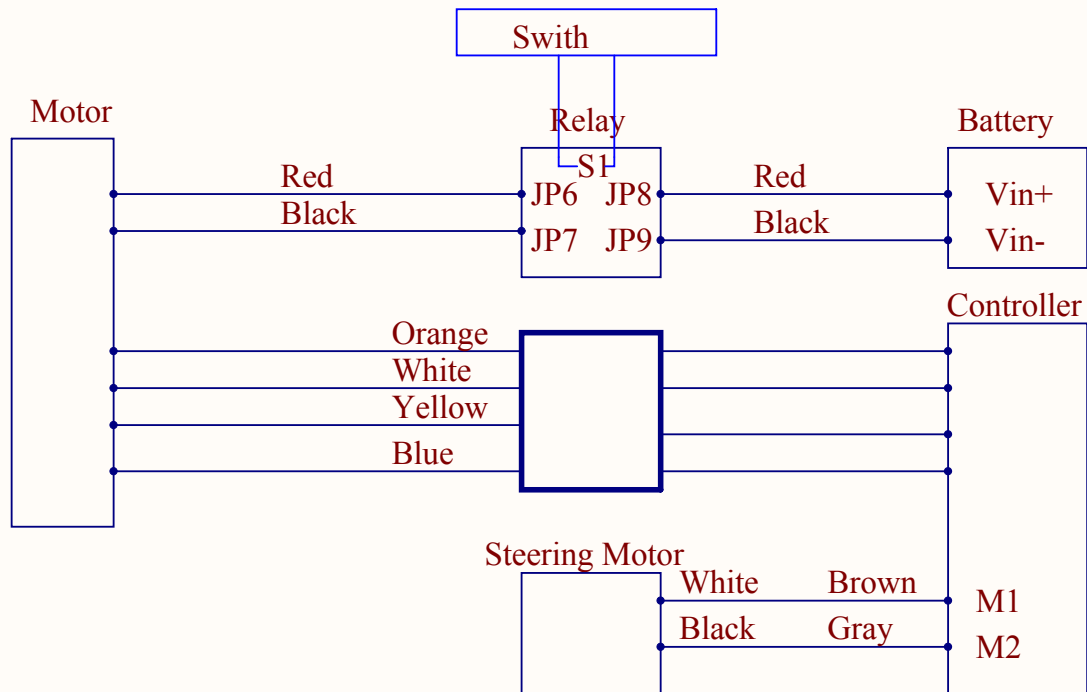 Swith
Motor
Relay
Battery
S1
Red
JP6 JP8
Red
Vin+
Black
JP7 JP9
Black
Vin-
Controller
Orange
White
Yellow
Blue
Steering Motor
White Brown
M1
Black Gray
M2